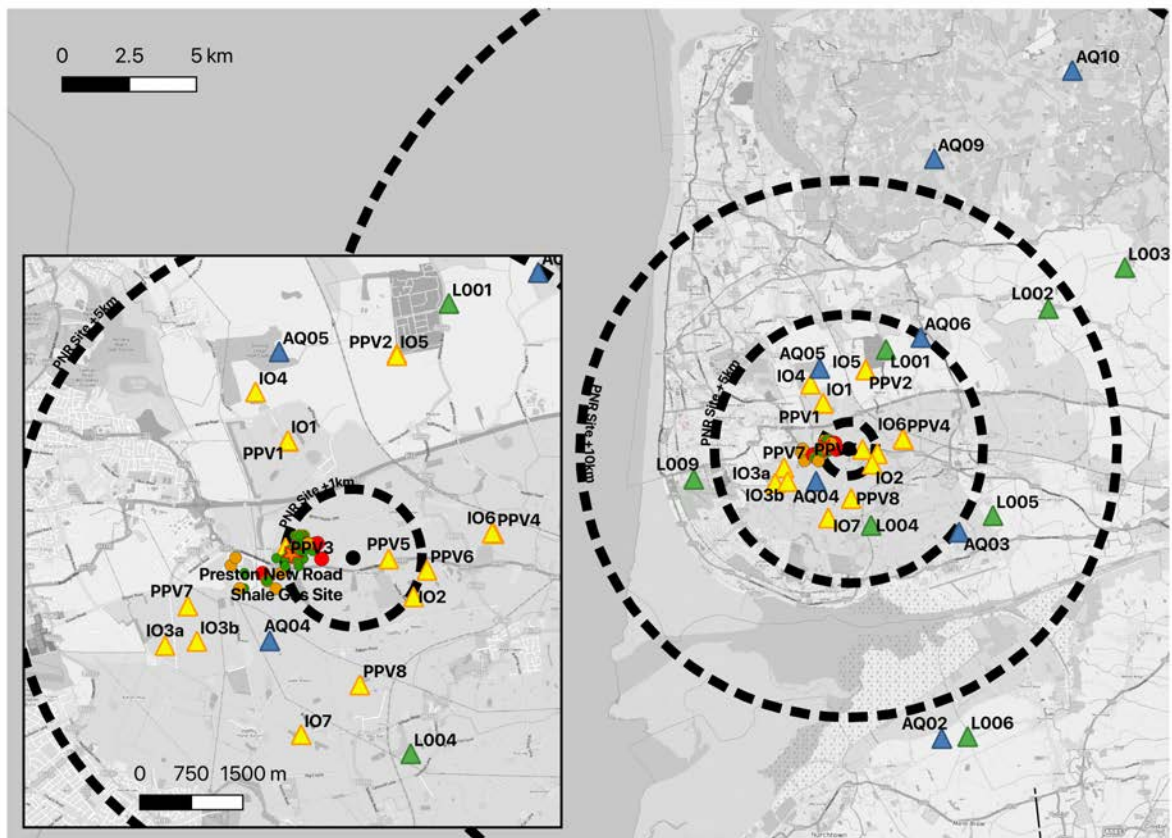 0 2.5 5 km
AQ10
AQ09
L003
L002
AQ06
L001
AQ05
IO5
IO4
PPV2
IO1
PPV1
PNR Site +5km
PNR Site +10km
IO6 PPV4
PPV7
IO3a
IO2
IO3b
AQ04
PPV8
IO7
L004
L009
L005
AQ03
AQ02
L006
L001
PNR Site +5km
AQ05
PPV2 IO5
IO4
IO1
PPV1
PNR Site +1km
IO6 PPV4
PPV3
PPV5
PPV6
Preston New Road
Shale Gas Site
PPV7
IO2
IO3a
IO3b
AQ04
PPV8
IO7
L004
0 750 1500 m